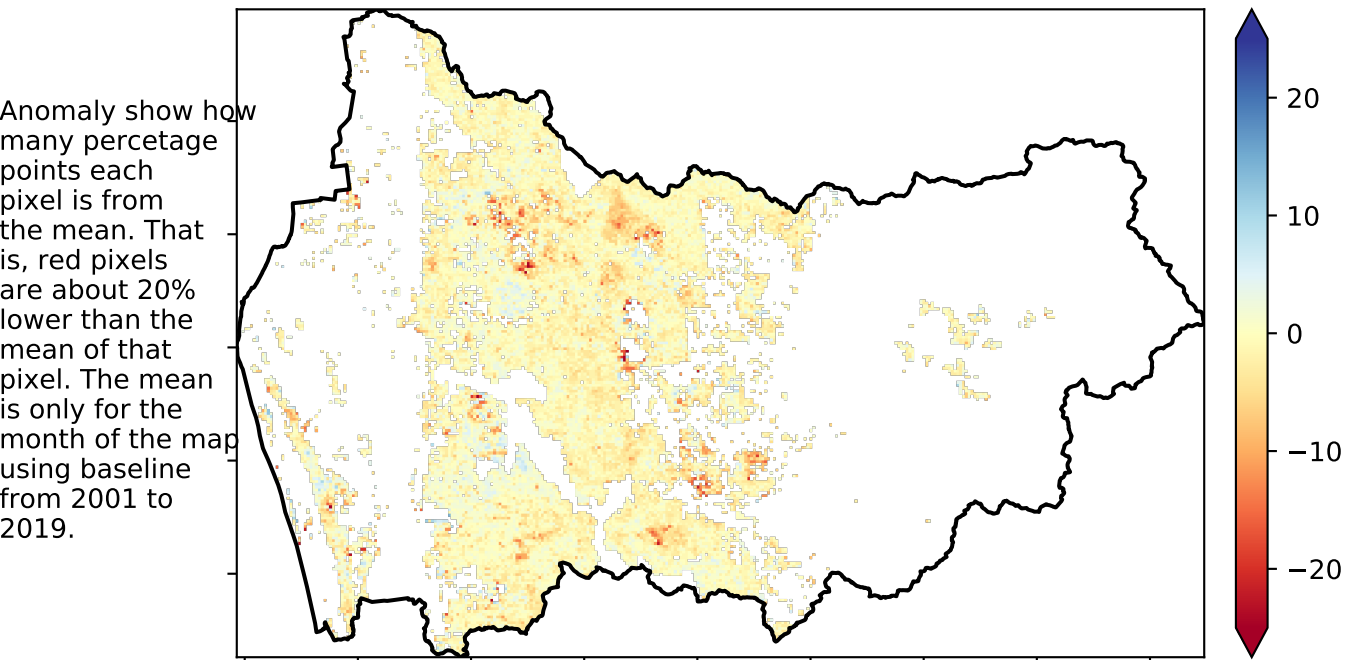 Anomaly show how
many percetage
points each
pixel is from
the mean. That
is, red pixels
are about 20%
lower than the
mean of that
pixel. The mean
is only for the
month of the map
using baseline
from 2001 to
2019.
20
10
0
−10
−20